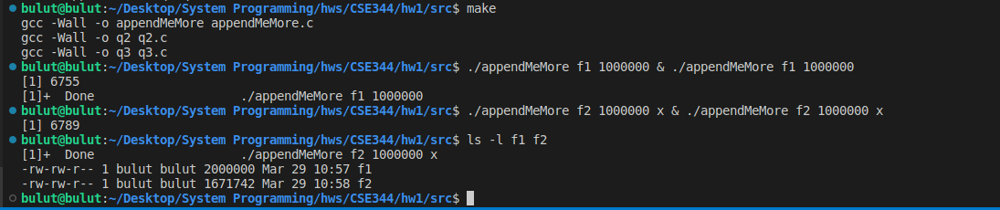 bulut@bulut:~/Desktop/System Programming/hws/CSE344/hw1/src$ make
gcc -Wall -o appendMeMore appendMeMore.c
gcc -Wall -o q2 q2.c
gcc -Wall -o q3 q3.c
bulut@bulut:~/Desktop/System Programming/hws/CSE344/hw1/src$ ./appendMeMore f1 1000000 & ./appendMeMore f1 1000000
[1] 6755
[1]+  Done                    ./appendMeMore f1 1000000
bulut@bulut:~/Desktop/System Programming/hws/CSE344/hw1/src$ ./appendMeMore f2 1000000 x & ./appendMeMore f2 1000000 x
[1] 6789
bulut@bulut:~/Desktop/System Programming/hws/CSE344/hw1/src$ ls -l f1 f2
[1]+  Done                    ./appendMeMore f2 1000000 x
-rw-rw-r-- 1 bulut bulut 2000000 Mar 29 10:57 f1
-rw-rw-r-- 1 bulut bulut 1671742 Mar 29 10:58 f2
bulut@bulut:~/Desktop/System Programming/hws/CSE344/hw1/src$